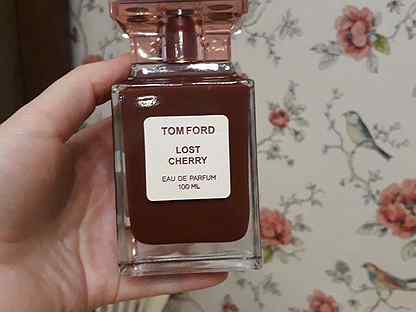 TOM FORD
LOST
CHERRY
EAU DE PARFUM
100 ML